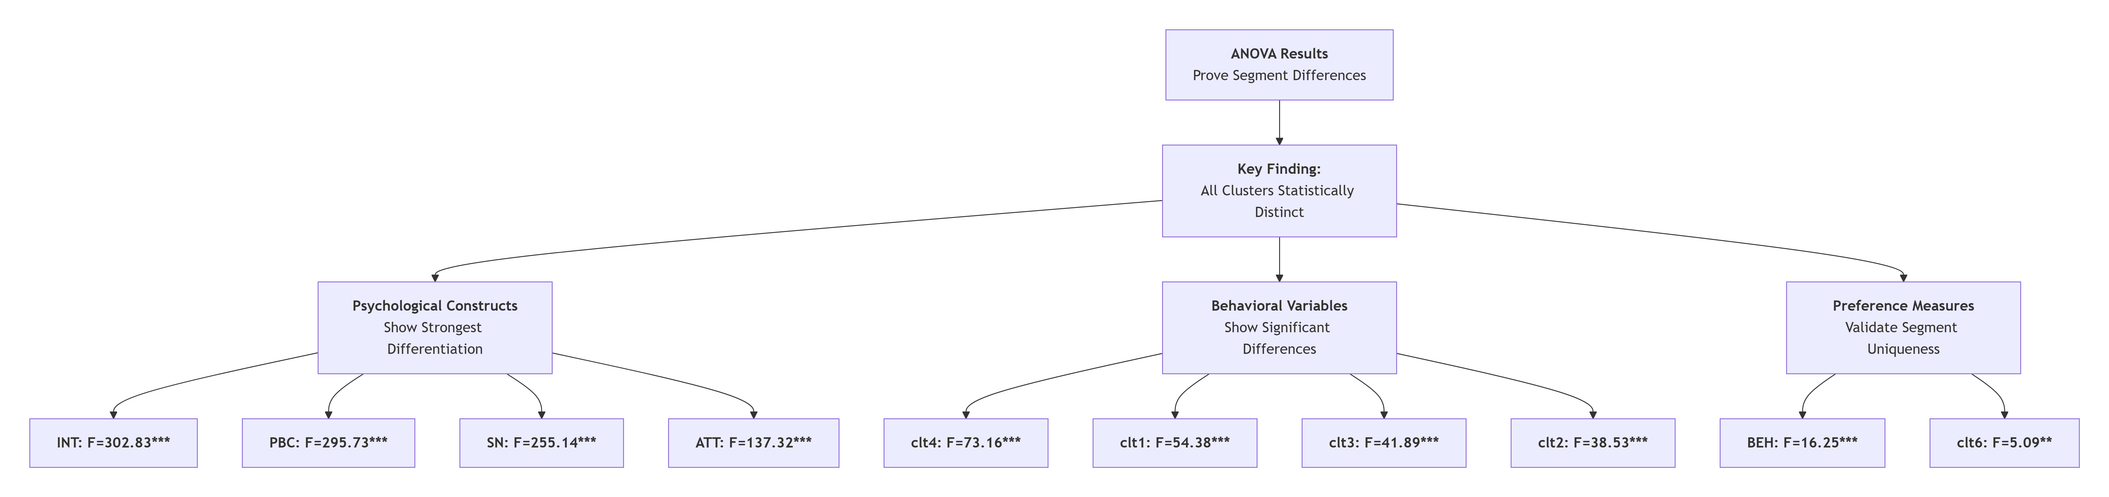 ANOVA Results
Prove Segment Differences
Key Finding:
All Clusters Statistically
Distinct
Psychological Constructs
Show Strongest
Differentiation
Behavioral Variables
Show Significant
Differences
Preference Measures
Validate Segment
Uniqueness
INT: F=302.83***
PBC: F=295.73***
SN: F=255.14***
ATT: F=137.32***
clt4: F=73.16***
clt1: F=54.38***
clt3: F=41.89***
clt2: F=38.53***
BEH: F=16.25***
clt6: F=5.09**